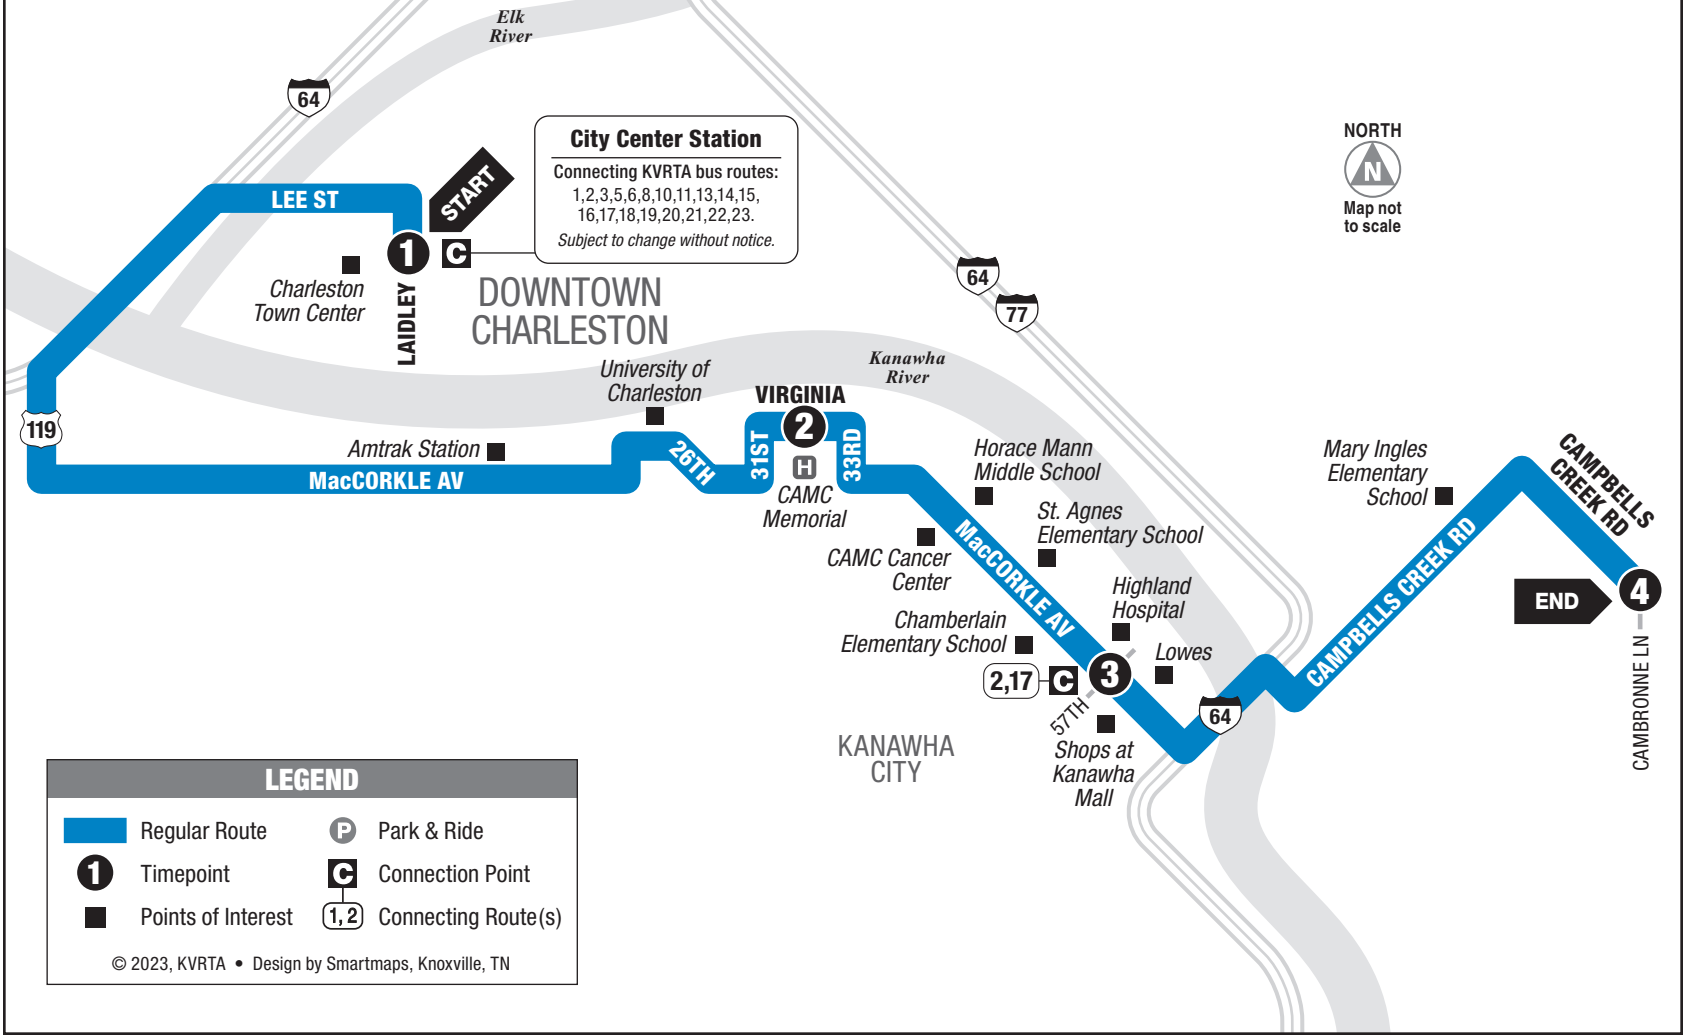 Elk
River
64
City Center Station
Connecting KVRTA bus routes:
1,2,3,5,6,8,10,11,13,14,15,
16,17,18,19,20,21,22,23.
Subject to change without notice.
NORTH
N
Map not
to scale
START
LEE ST
1
C
LAIDLEY
Charleston
Town Center
DOWNTOWN
CHARLESTON
64
77
Kanawha
River
University of
Charleston
VIRGINIA
2
31ST
33RD
H
CAMC
Memorial
119
Amtrak Station
MacCORKLE AV
26TH
Horace Mann
Middle School
St. Agnes
Elementary School
CAMC Cancer
Center
MacCORKLE AV
Highland
Hospital
Chamberlain
Elementary School
Lowes
2,17
C
3
57TH
Shops at
Kanawha
Mall
64
KANAWHA
CITY
Mary Ingles
Elementary
School
CAMPBELLS CREEK RD
CAMPBELLS
CREEK RD
END
4
CAMBRONNE LN
LEGEND
Regular Route
P
Park & Ride
1
Timepoint
C
Connection Point
Points of Interest
1, 2
Connecting Route(s)
© 2023, KVRTA • Design by Smartmaps, Knoxville, TN